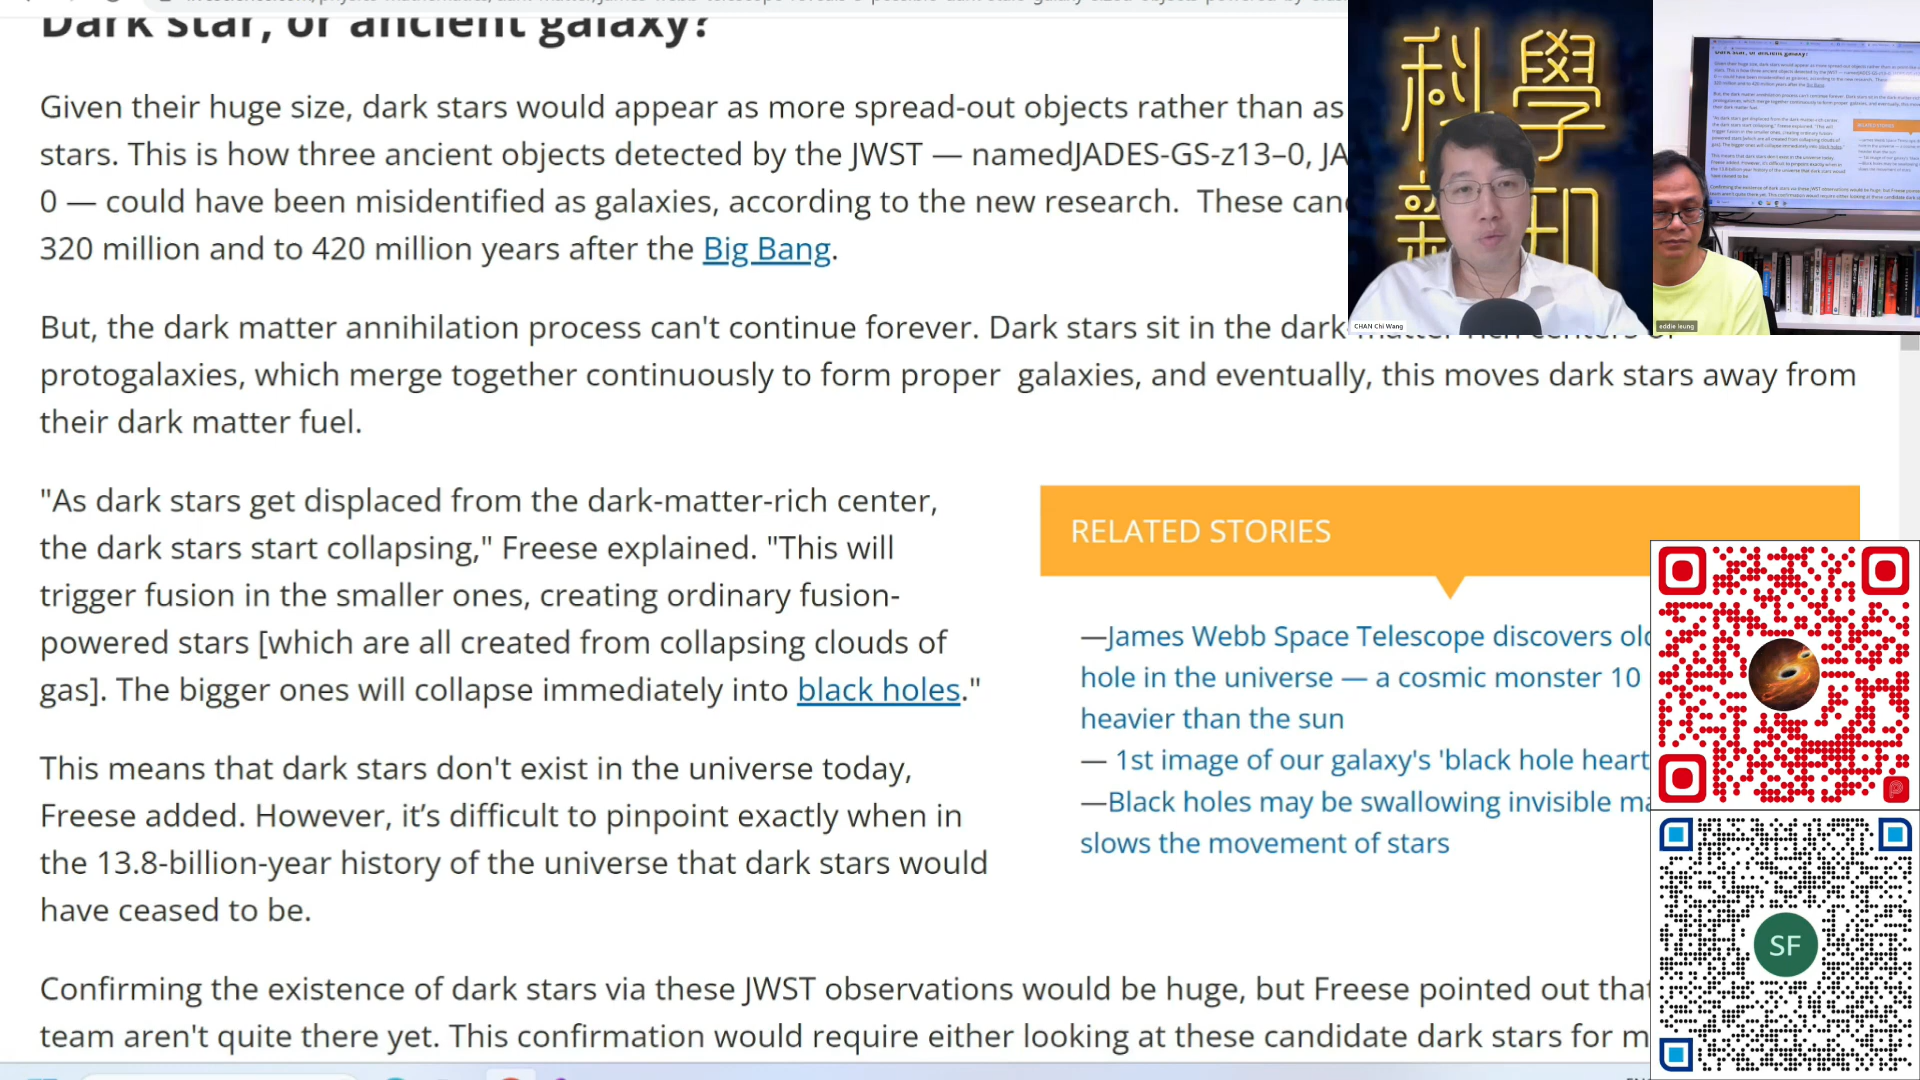 Dark star, or ancient galaxy?
Given their huge size, dark stars would appear as more spread-out objects rather than as
stars. This is how three ancient objects detected by the JWST — namedJADES-GS-z13–0, JA
0 — could have been misidentified as galaxies, according to the new research. These can
320 million and to 420 million years after the Big Bang.
But, the dark matter annihilation process can't continue forever. Dark stars sit in the dark-matter-rich centers of
protogalaxies, which merge together continuously to form proper galaxies, and eventually, this moves dark stars away from
their dark matter fuel.
"As dark stars get displaced from the dark-matter-rich center,
the dark stars start collapsing," Freese explained. "This will
trigger fusion in the smaller ones, creating ordinary fusion-
powered stars [which are all created from collapsing clouds of
gas]. The bigger ones will collapse immediately into black holes."
This means that dark stars don't exist in the universe today,
Freese added. However, it’s difficult to pinpoint exactly when in
the 13.8-billion-year history of the universe that dark stars would
have ceased to be.
Confirming the existence of dark stars via these JWST observations would be huge, but Freese pointed out that
team aren't quite there yet. This confirmation would require either looking at these candidate dark stars for m
RELATED STORIES
—James Webb Space Telescope discovers old
hole in the universe — a cosmic monster 10
heavier than the sun
— 1st image of our galaxy's 'black hole heart
—Black holes may be swallowing invisible ma
slows the movement of stars
科學
新知
CHAN Chi Wang
eddie leung
SF